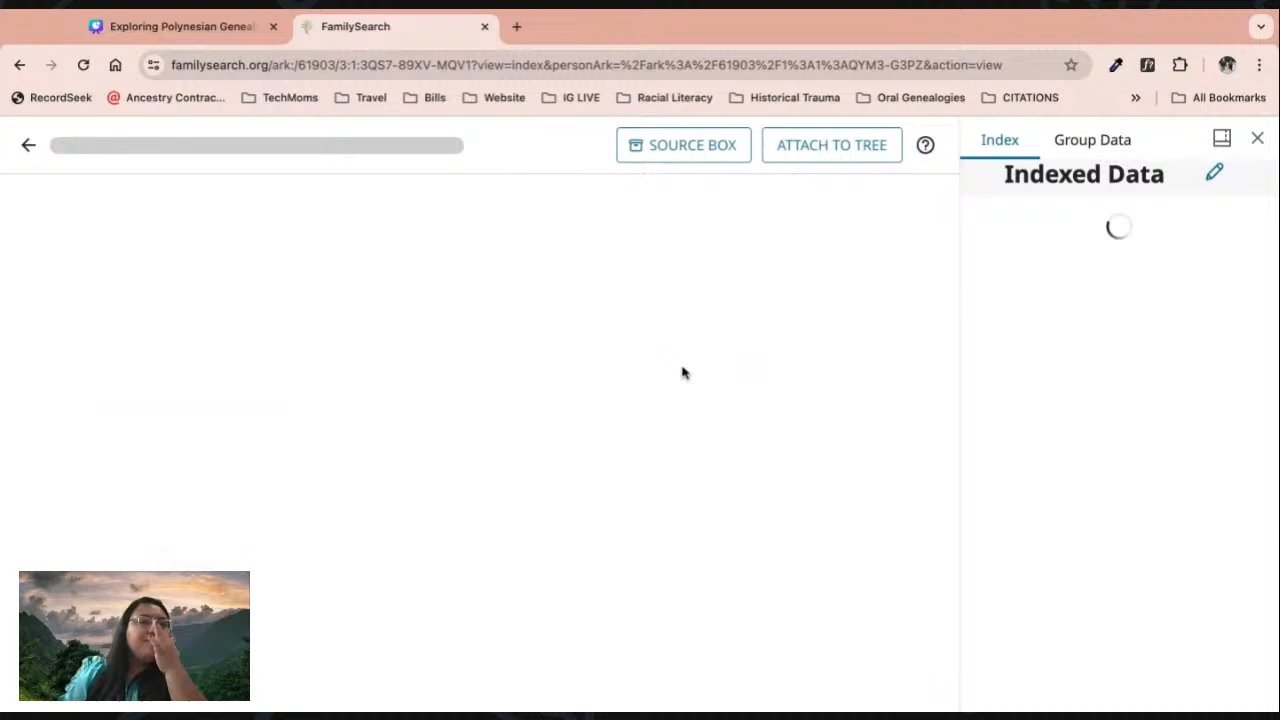 Exploring Polynesian Geneal
FamilySearch
familysearch.org/ark:/61903/3:1:3QS7-89XV-MQV1?view=index&personArk=%2Fark%3A%2F61903%2F1%3A1%3AQYM3-G3PZ&action=view
RecordSeek
Ancestry Contrac...
TechMoms
Travel
Bills
Website
IG LIVE
Racial Literacy
Historical Trauma
Oral Genealogies
CITATIONS
»
All Bookmarks
SOURCE BOX
ATTACH TO TREE
Index
Group Data
Indexed Data